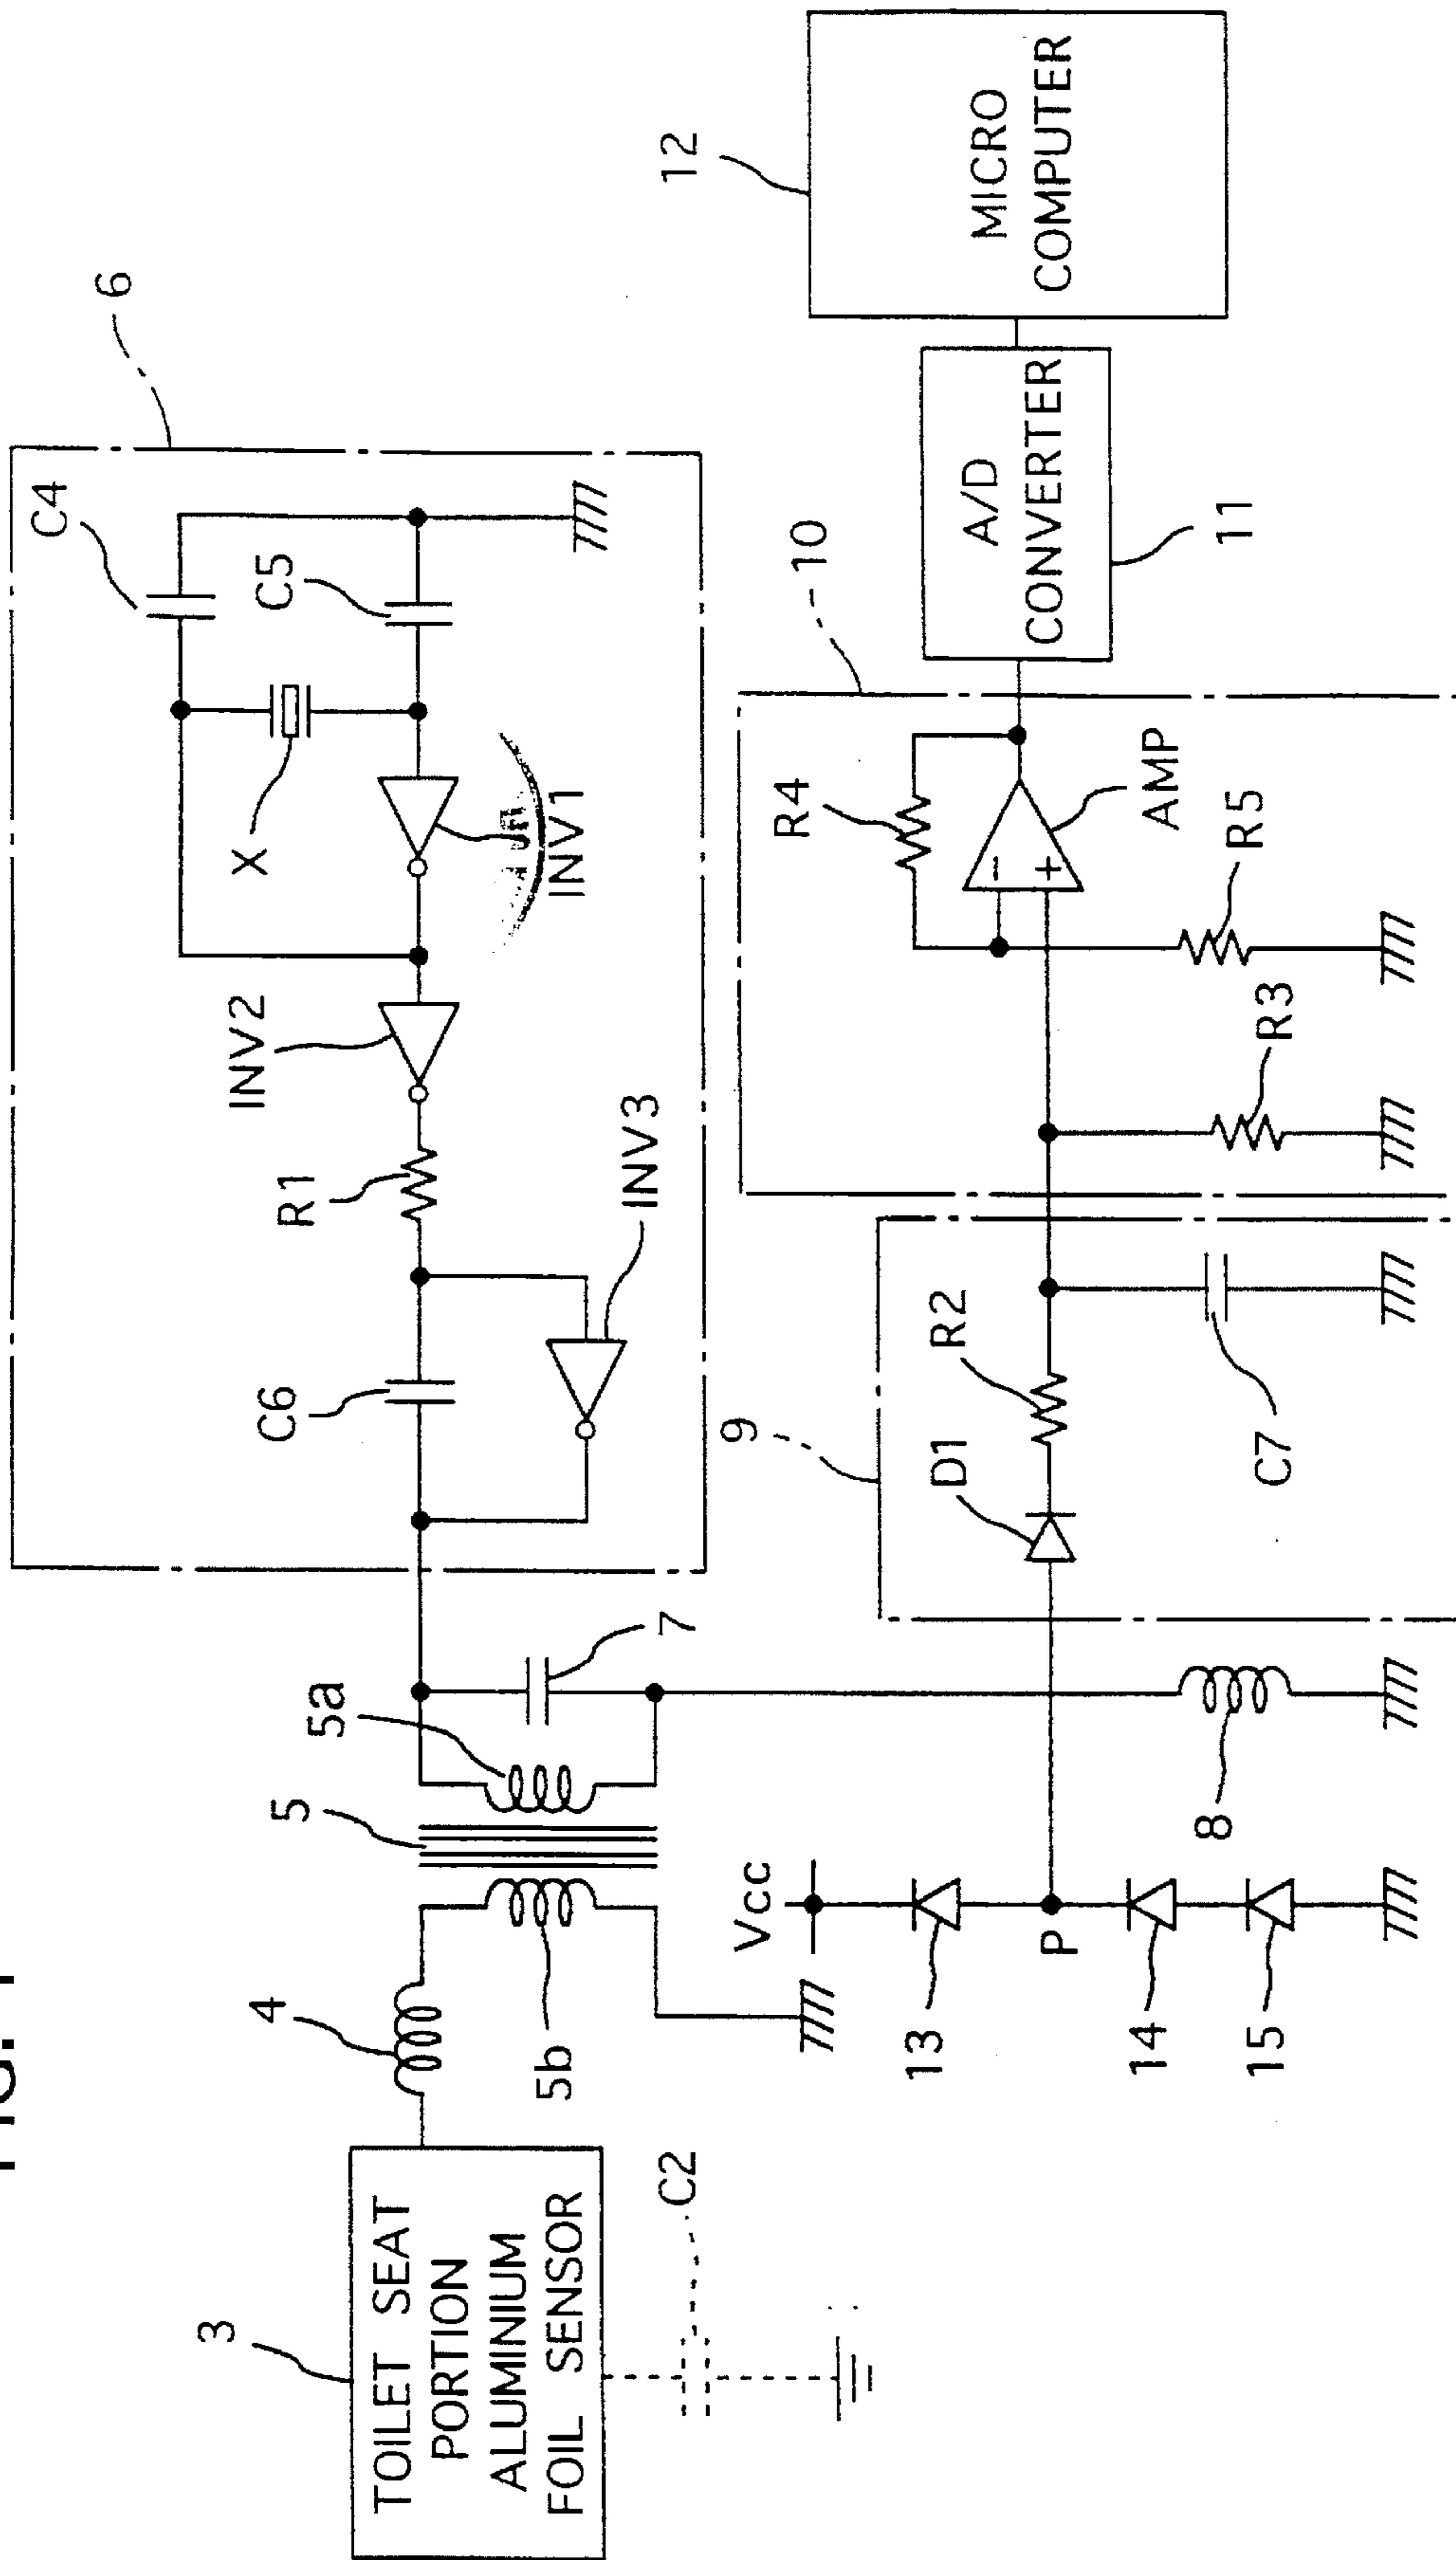 3
TOILET SEAT
PORTION
ALUMINIUM
FOIL SENSOR
C2
4
5
5a
5b
7
8
6
C6
R1
INV2
INV3
X
INV1
C4
C5
Vcc
13
P
14
15
9
D1
R2
C7
10
R4
-
+
AMP
R3
R5
A/D
CONVERTER
11
12
MICRO
COMPUTER